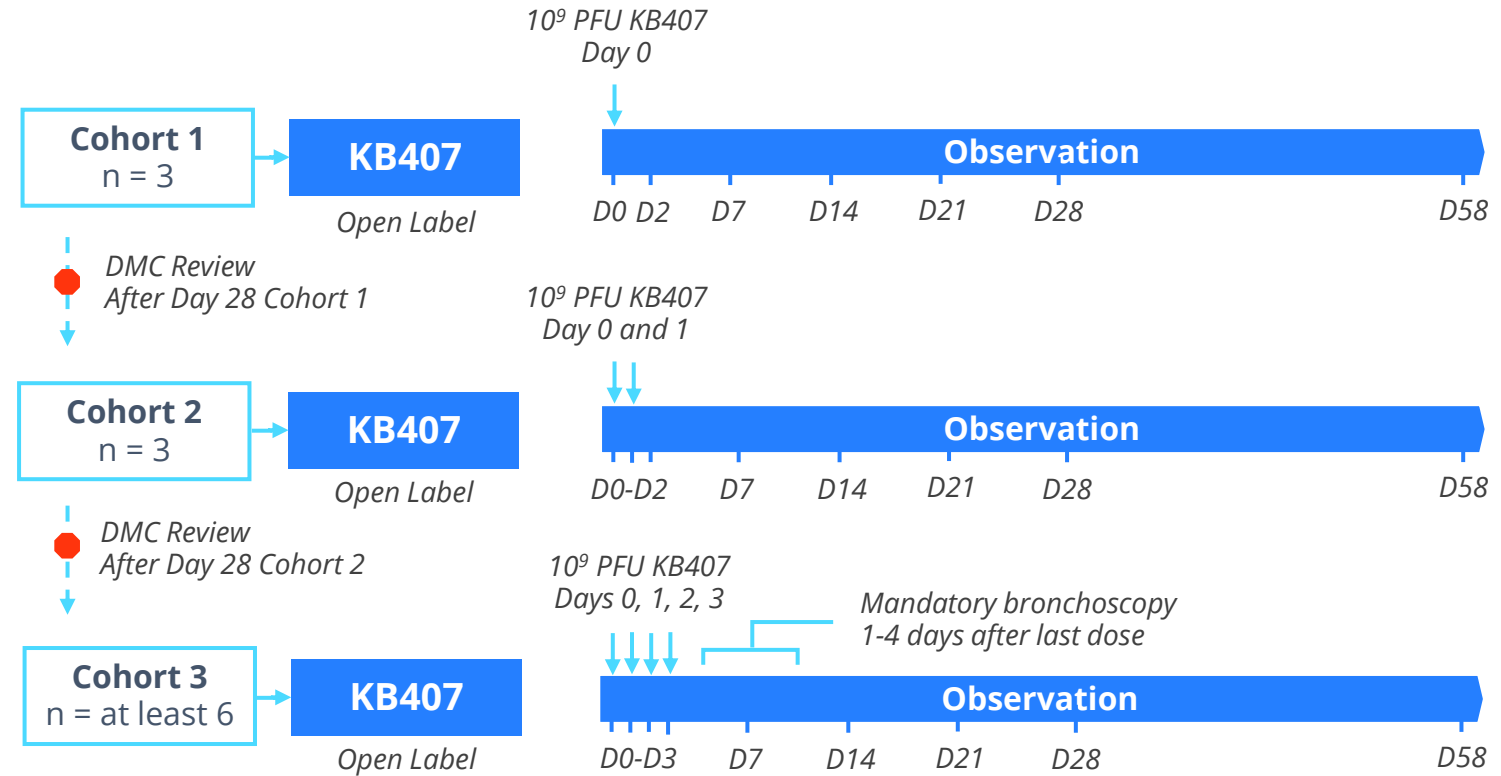 10⁹ PFU KB407
Day 0
Cohort 1
n = 3
KB407
Open Label
Observation
D0 D2 D7 D14 D21 D28 D58
DMC Review
After Day 28 Cohort 1
10⁹ PFU KB407
Day 0 and 1
Cohort 2
n = 3
KB407
Open Label
Observation
D0-D2 D7 D14 D21 D28 D58
DMC Review
After Day 28 Cohort 2
10⁹ PFU KB407
Days 0, 1, 2, 3
Mandatory bronchoscopy
1-4 days after last dose
Cohort 3
n = at least 6
KB407
Open Label
Observation
D0-D3 D7 D14 D21 D28 D58